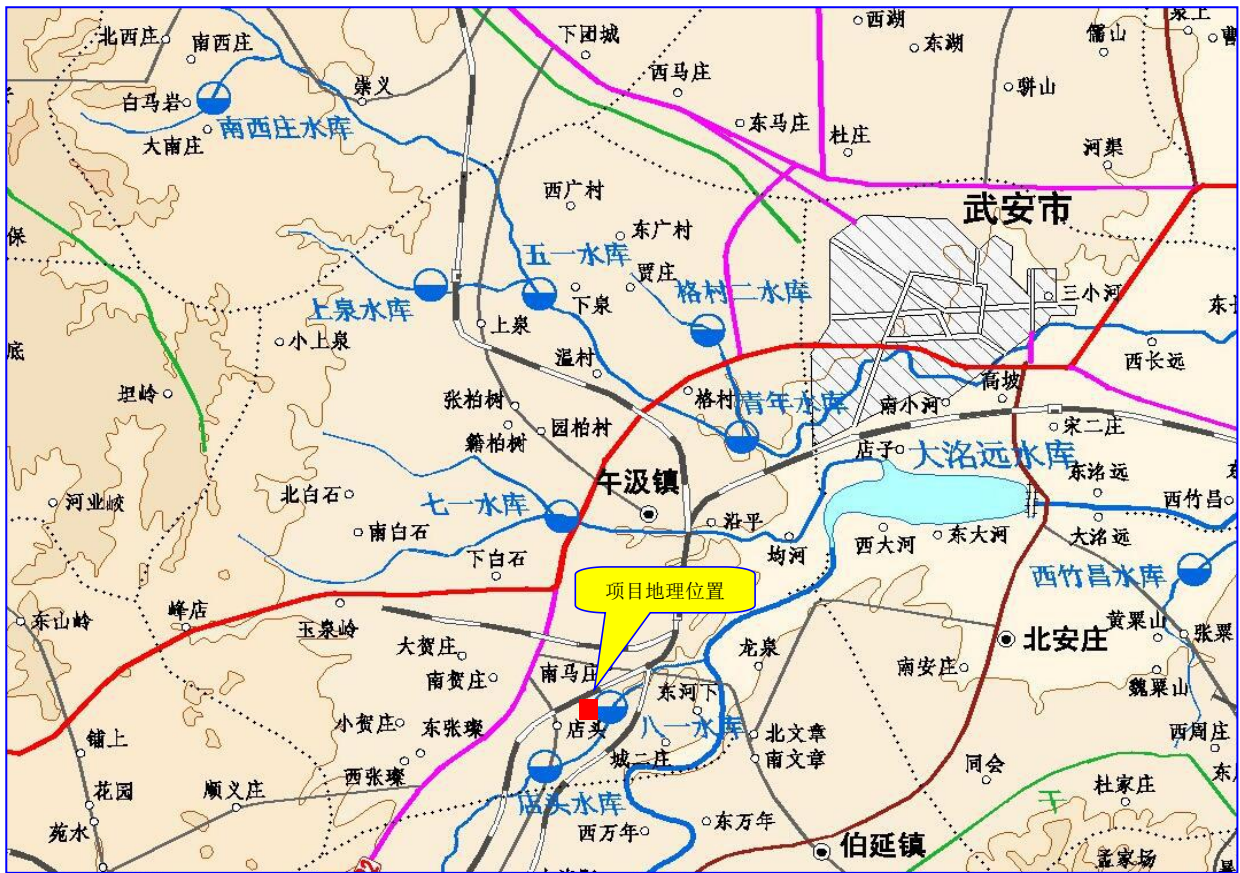 北西庄
南西庄
下团城
西湖
东湖
儒山
泉上
曹
崇义
西马庄
骈山
白马岩
南西庄水库
大南庄
东马庄
杜庄
河渠
西广村
武安市
保
东广村
五一水库
贾庄
格村二水库
三小河
上泉水库
下泉
上泉
小上泉
底
温村
西长远
坦岭
张柏树
格村
青年水库
南小河
高坡
籍柏树
园柏村
宋二庄
店子
大洺远水库
东洺远
午汲镇
北白石
七一水库
西竹昌
河业峧
南白石
沿平
均河
西大河
东大河
大洺远
下白石
西竹昌水库
项目地理位置
峰店
东山岭
玉泉岭
黄粟山
张粟
大贺庄
北安庄
龙泉
南马庄
南安庄
南贺庄
东河下
魏粟山
小贺庄
东张璨
店头
八一水库
北文章
西周庄
铺上
城二庄
南文章
西张璨
同会
杜家庄
花园
顺义庄
店头水库
干
苑水
西万年
东万年
伯延镇
孟家场